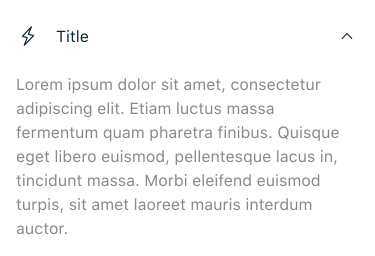 Title
Lorem ipsum dolor sit amet, consectetur
adipiscing elit. Etiam luctus massa
fermentum quam pharetra finibus. Quisque
eget libero euismod, pellentesque lacus in,
tincidunt massa. Morbi eleifend euismod
turpis, sit amet laoreet mauris interdum
auctor.